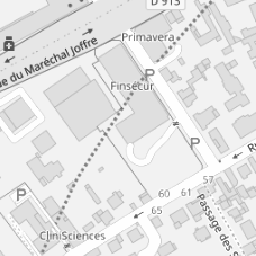 D 913
Primavera
ue du Maréchal Joffre
P
Finsécur
P
R
57
P
60
61
65
Passage des S
CliniSciences